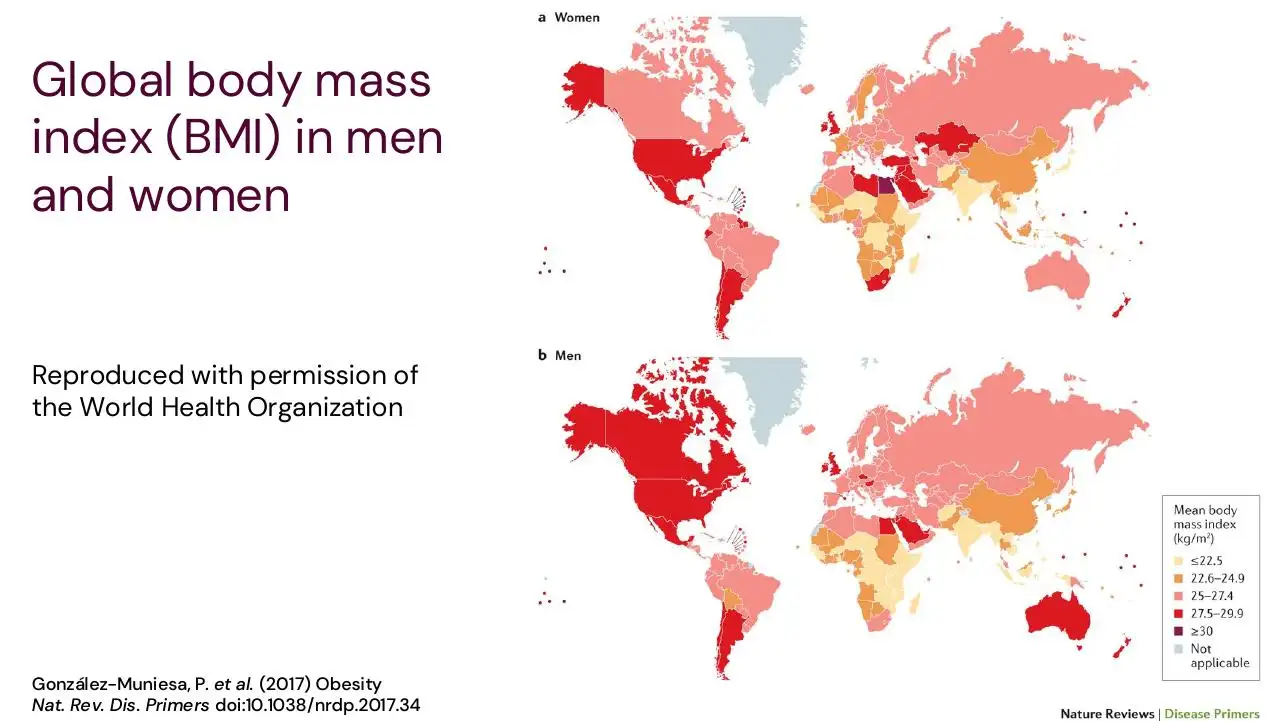 Global body mass
index (BMI) in men
and women
Reproduced with permission of
the World Health Organization
González-Muniesa, P. et al. (2017) Obesity
Nat. Rev. Dis. Primers doi:10.1038/nrdp.2017.34
a Women
b Men
Mean body
mass index
(kg/m²)
≤22.5
22.6–24.9
25–27.4
27.5–29.9
≥30
Not
applicable
Nature Reviews | Disease Primers